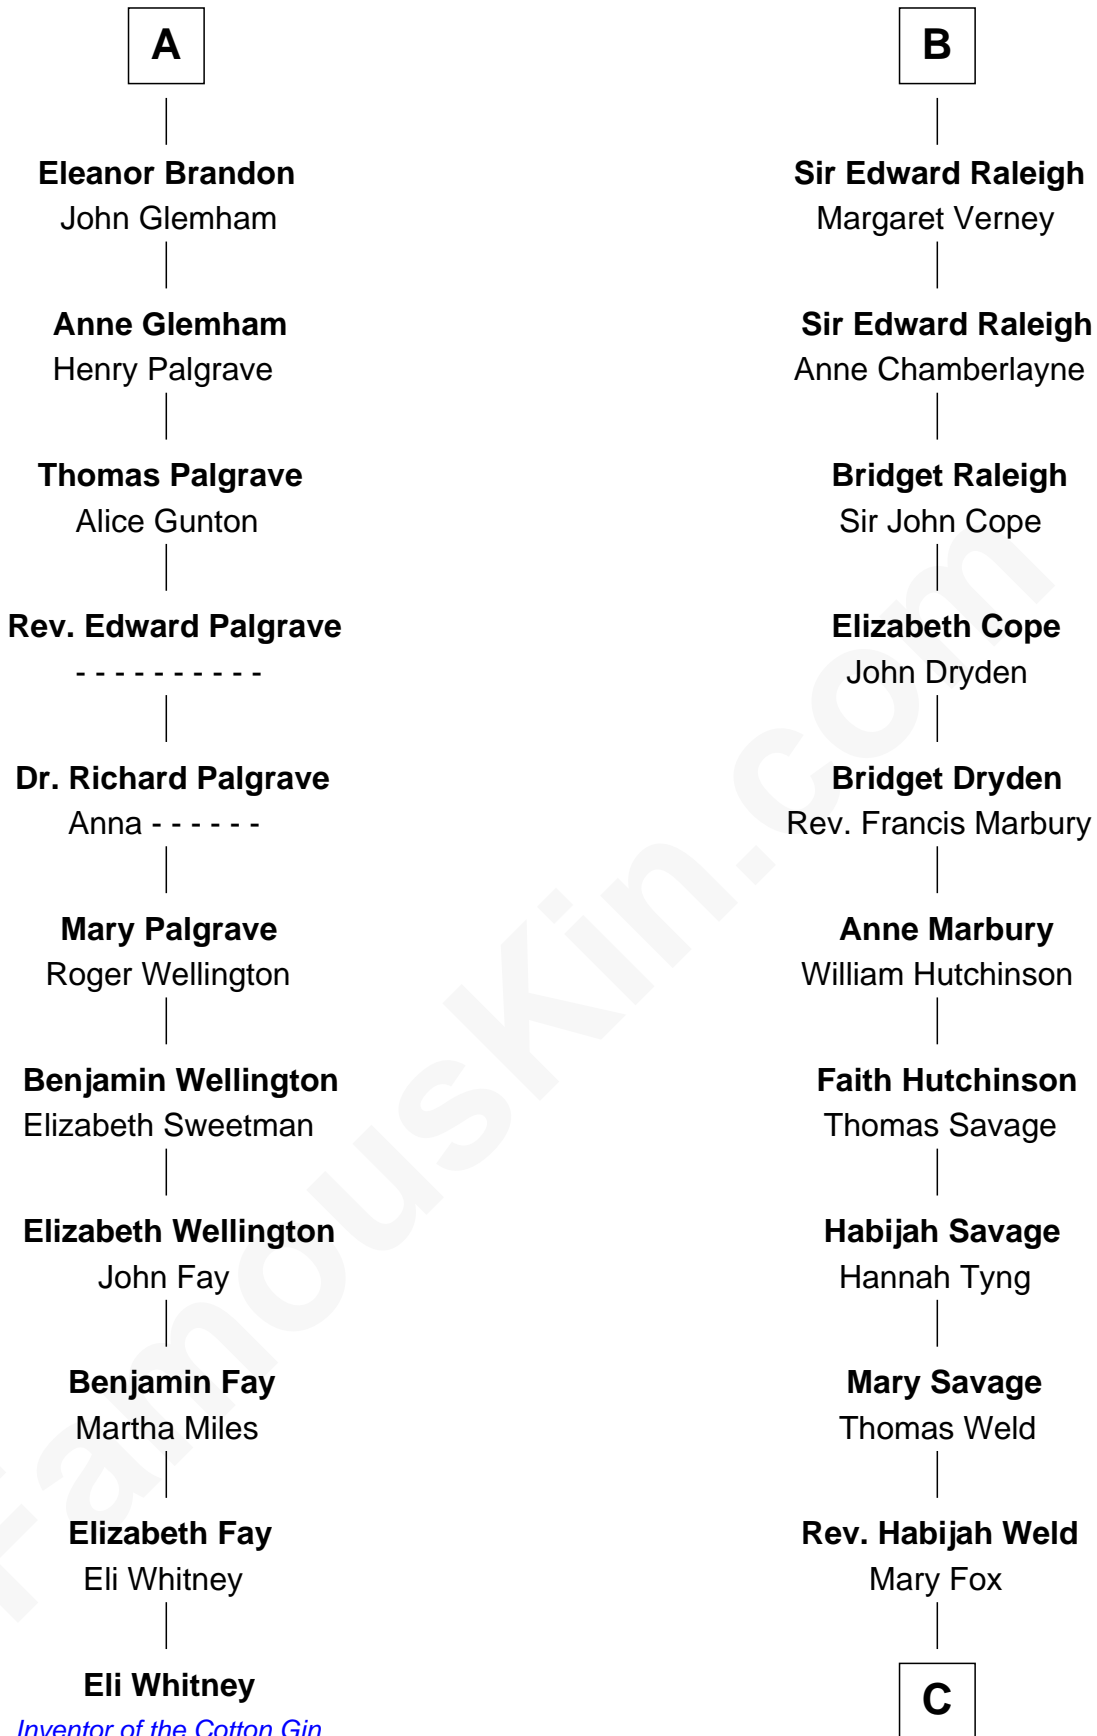 A
Eleanor Brandon
John Glemham
Anne Glemham
Henry Palgrave
Thomas Palgrave
Alice Gunton
Rev. Edward Palgrave
- - - - - - - - - -
Dr. Richard Palgrave
Anna - - - - - -
Mary Palgrave
Roger Wellington
Benjamin Wellington
Elizabeth Sweetman
Elizabeth Wellington
John Fay
Benjamin Fay
Martha Miles
Elizabeth Fay
Eli Whitney
Eli Whitney
Inventor of the Cotton Gin
B
Sir Edward Raleigh
Margaret Verney
Sir Edward Raleigh
Anne Chamberlayne
Bridget Raleigh
Sir John Cope
Elizabeth Cope
John Dryden
Bridget Dryden
Rev. Francis Marbury
Anne Marbury
William Hutchinson
Faith Hutchinson
Thomas Savage
Habijah Savage
Hannah Tyng
Mary Savage
Thomas Weld
Rev. Habijah Weld
Mary Fox
C
FamousKin.com